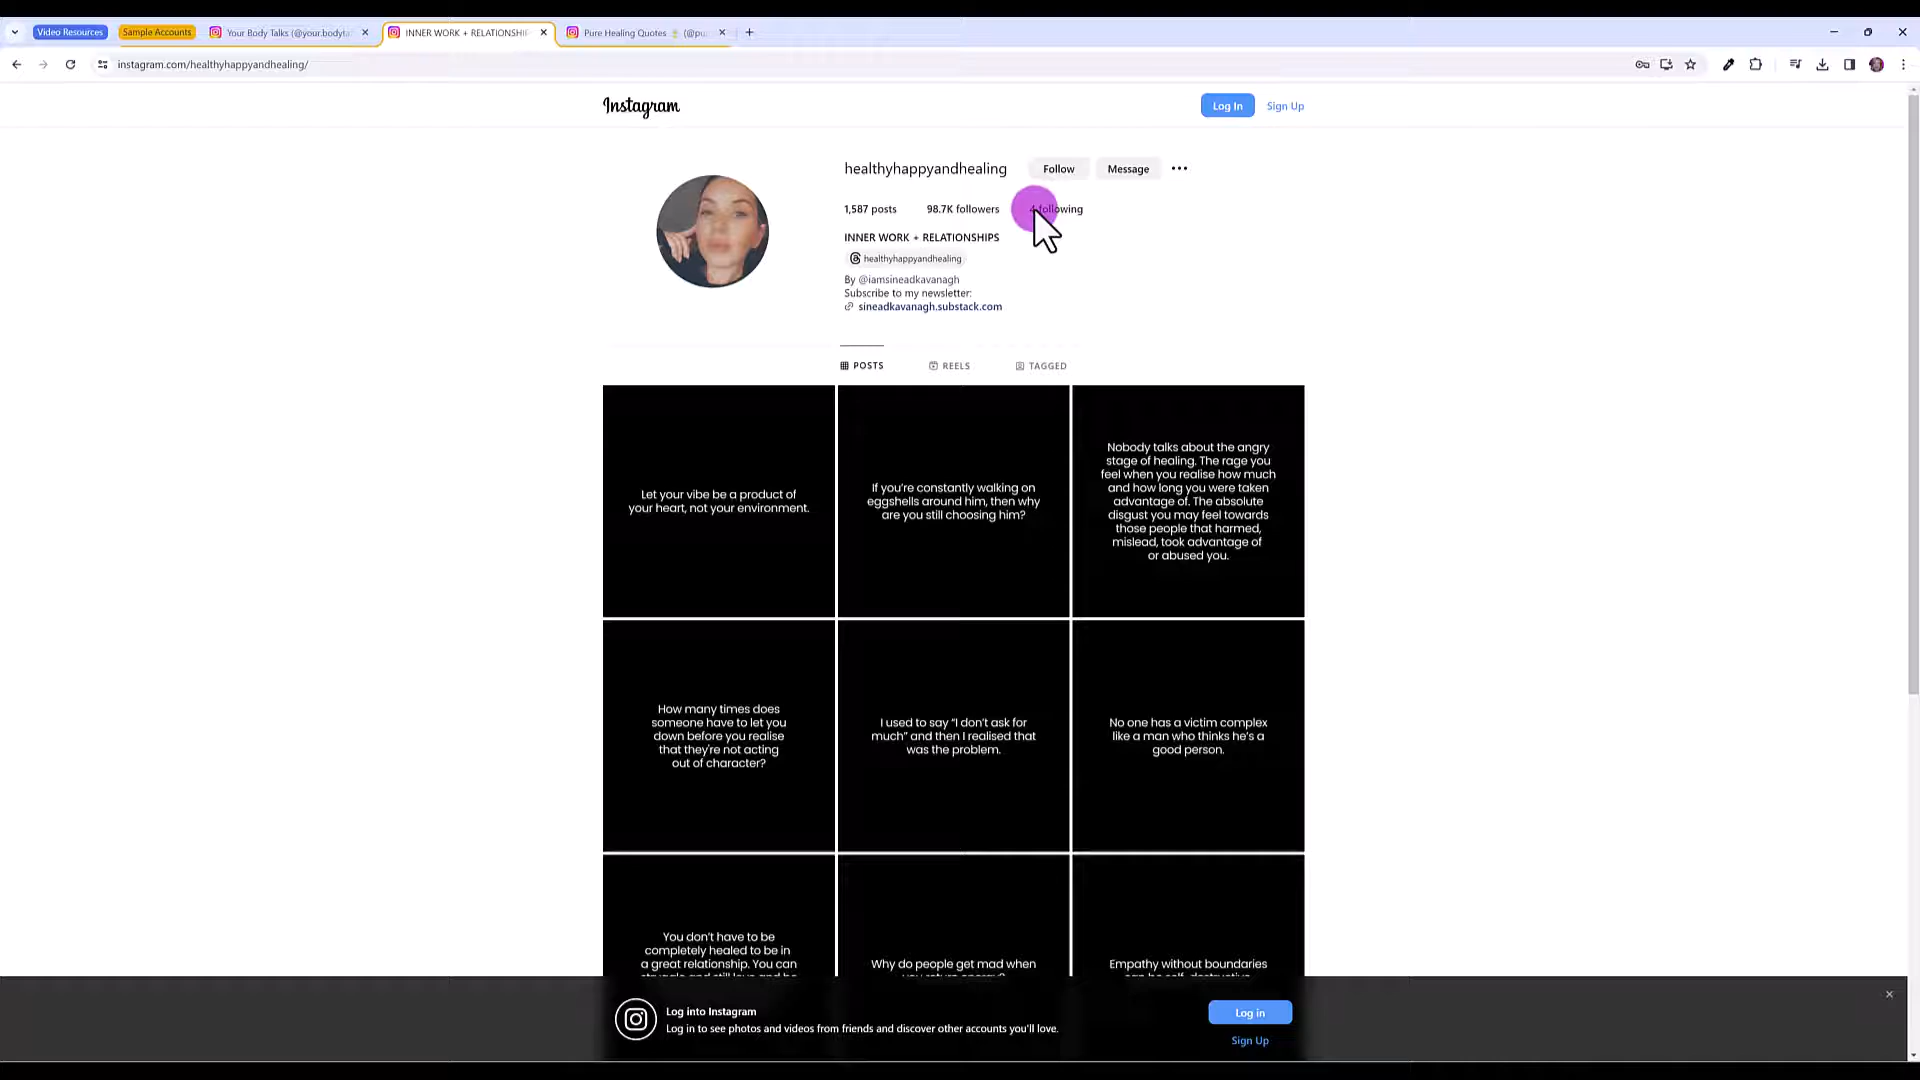 Video Resources
Sample Accounts
Your Body Talks (@your.bodyta
INNER WORK + RELATIONSHI
Pure Healing Quotes (@pu
instagram.com/healthyhappyandhealing/
Instagram
Log In
Sign Up
healthyhappyandhealing
Follow
Message
1,587 posts
98.7K followers
4 following
INNER WORK + RELATIONSHIPS
healthyhappyandhealing
By @iamsineadkavanagh
Subscribe to my newsletter:
sineadkavanagh.substack.com
POSTS
REELS
TAGGED
Let your vibe be a product of
your heart, not your environment.
If you're constantly walking on
eggshells around him, then why
are you still choosing him?
Nobody talks about the angry
stage of healing. The rage you
feel when you realise how much
and how long you were taken
advantage of. The absolute
disgust you may feel towards
those people that harmed,
mislead, took advantage of
or abused you.
How many times does
someone have to let you
down before you realise
that they're not acting
out of character?
I used to say “I don't ask for
much” and then I realised that
was the problem.
No one has a victim complex
like a man who thinks he's a
good person.
You don't have to be
completely healed to be in
a great relationship. You can
Why do people get mad when
Empathy without boundaries
Log into Instagram
Log in to see photos and videos from friends and discover other accounts you'll love.
Log in
Sign Up